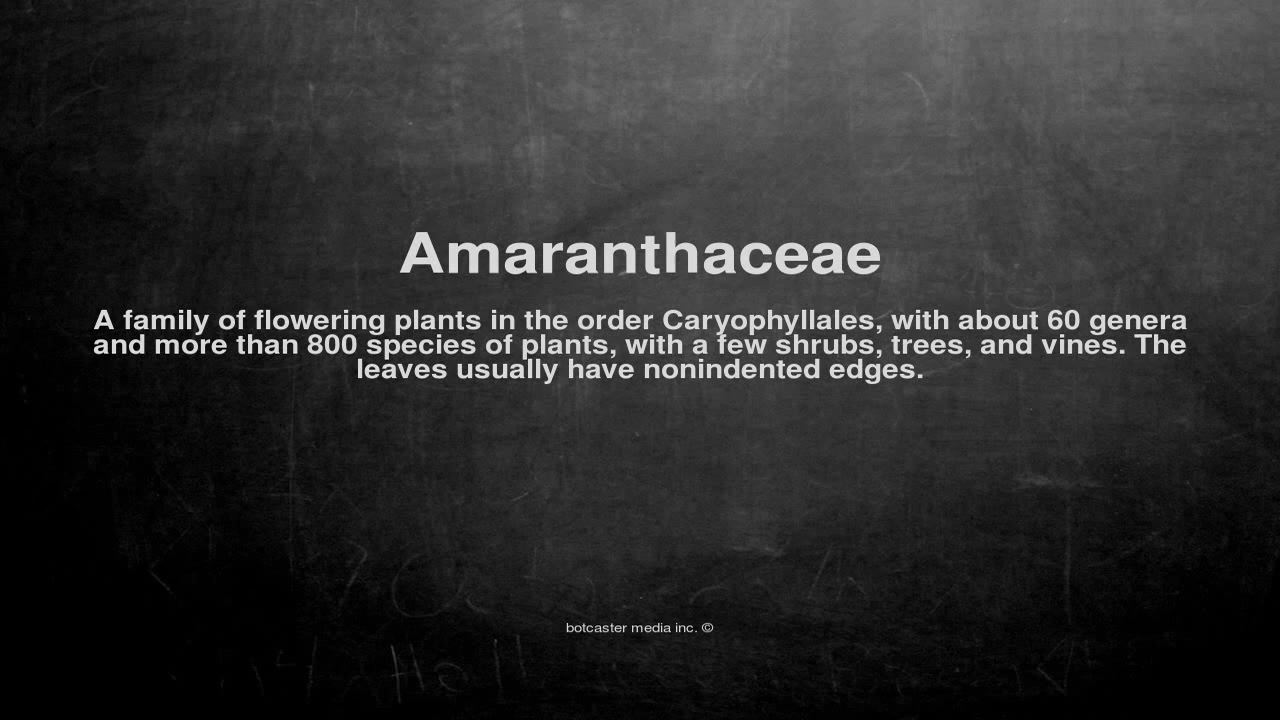 Amaranthaceae
A family of flowering plants in the order Caryophyllales, with about 60 genera
and more than 800 species of plants, with a few shrubs, trees, and vines. The
leaves usually have nonindented edges.
botcaster media inc. ©